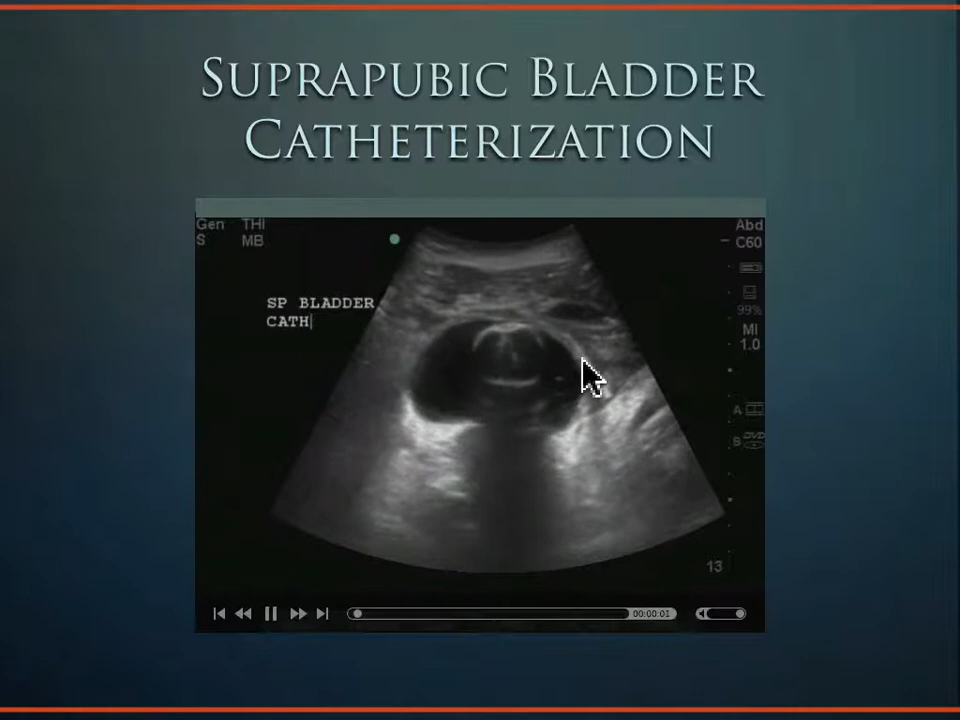 SUPRAPUBIC BLADDER
CATHETERIZATION
Gen THI
S MB
Abd
C60
SP BLADDER
CATH
99%
MI
1.0
A
B DVD
13
00:00:01